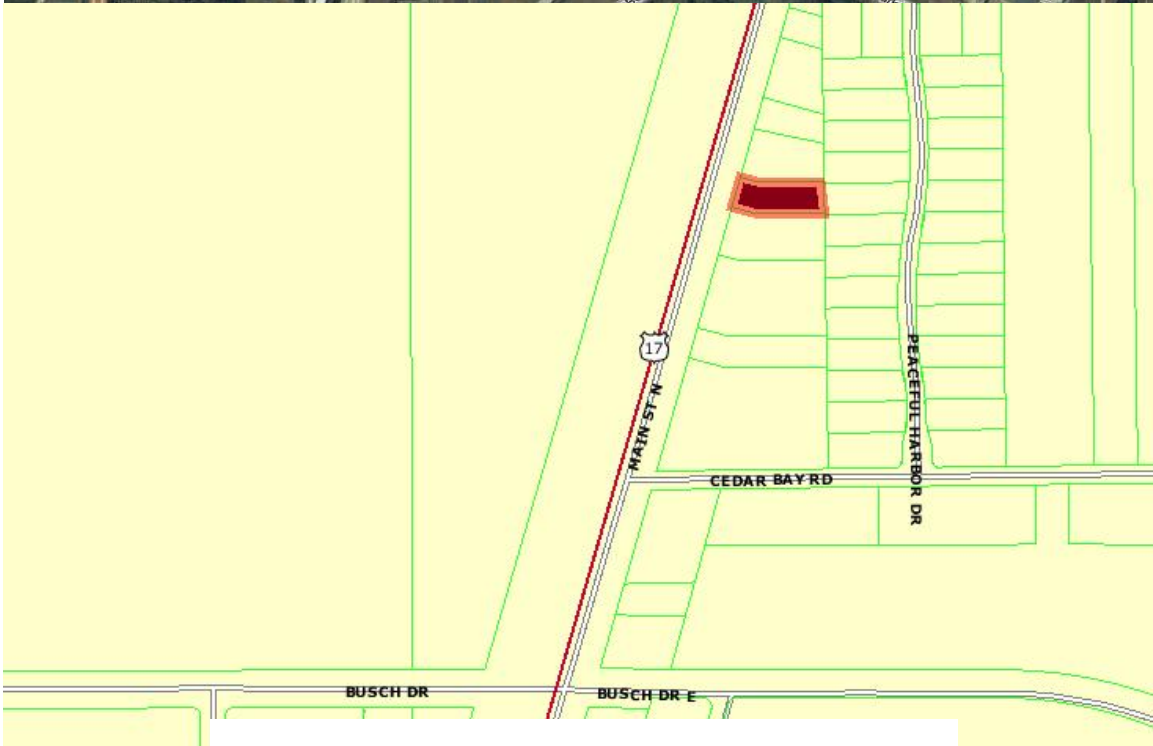 17
MAIN ST N
PEACEFUL HARBOR DR
CEDAR BAY RD
BUSCH DR
BUSCH DR E